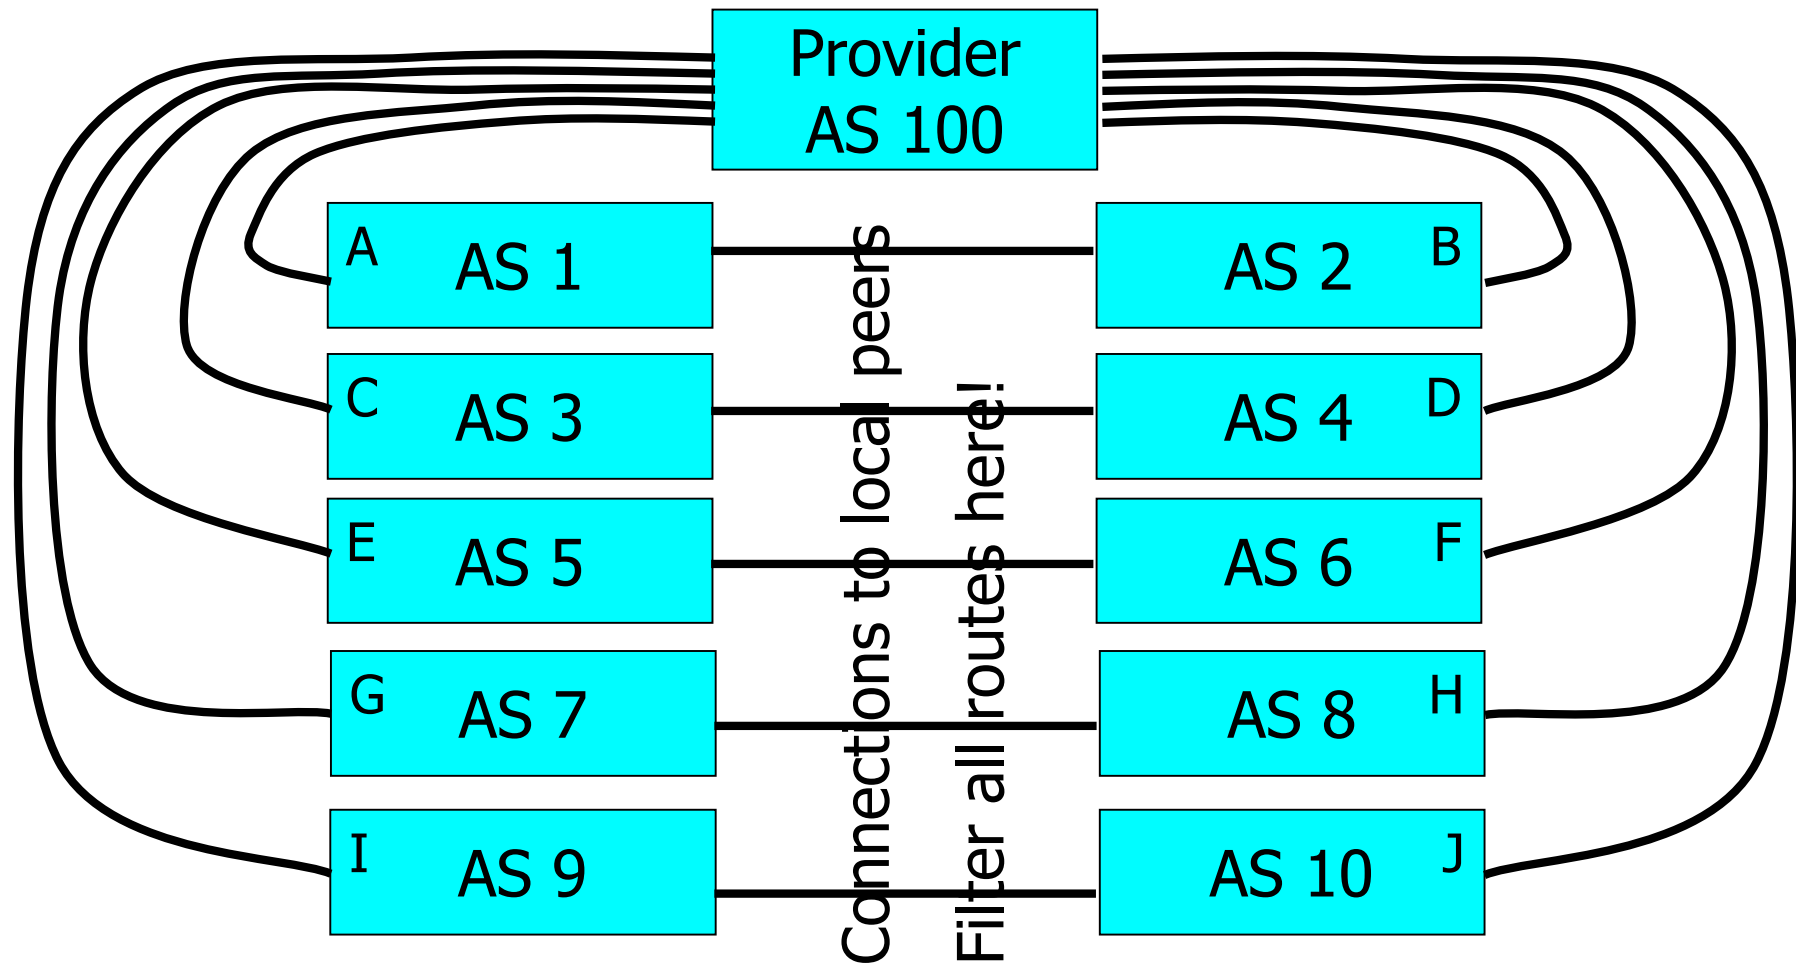 Provider
AS 100
A
AS 1
AS 2
B
C
AS 3
AS 4
D
E
AS 5
AS 6
F
G
AS 7
AS 8
H
I
AS 9
AS 10
J
Connections to local peers
Filter all routes here!